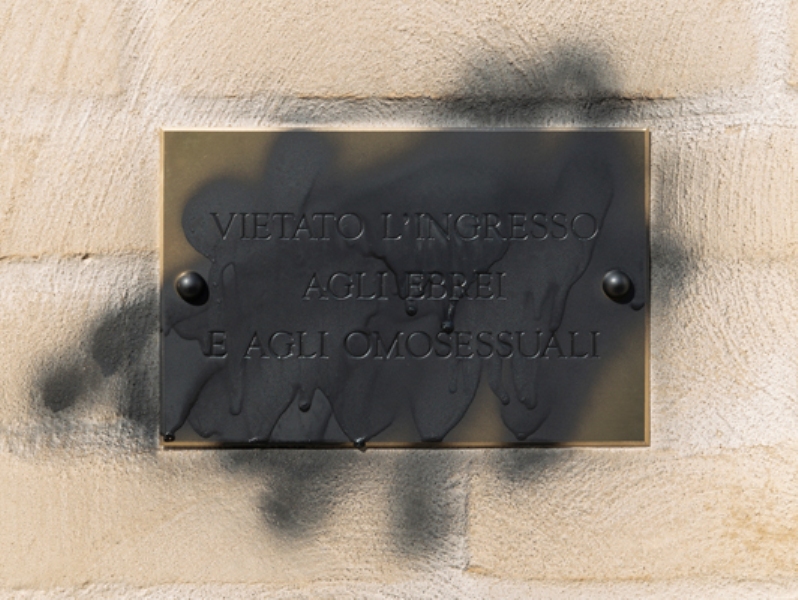 VIETATO L'INGRESSO
AGLI EBREI
E AGLI OMOSESSUALI